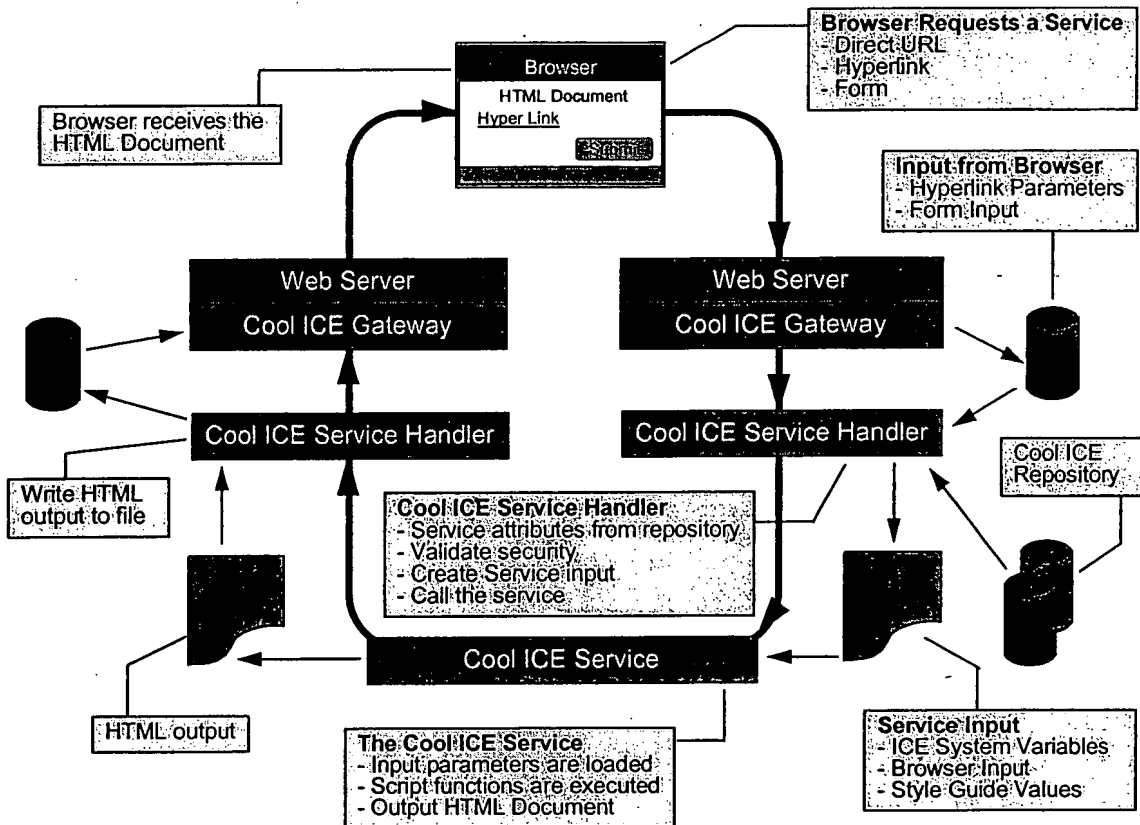 Browser Requests a Service
- Direct URL
- Hyperlink
- Form
Browser
HTML Document
Hyper Link
Submit
Browser receives the
HTML Document
Input from Browser
- Hyperlink Parameters
- Form Input
Web Server
Cool ICE Gateway
Web Server
Cool ICE Gateway
Cool ICE Service Handler
Cool ICE Service Handler
Cool ICE
Repository
Write HTML
output to file
Cool ICE Service Handler
- Service attributes from repository
- Validate security
- Create Service input
- Call the service
Cool ICE Service
HTML output
The Cool ICE Service
- Input parameters are loaded
- Script functions are executed
- Output HTML Document
Service Input
- ICE System Variables
- Browser Input
- Style Guide Values